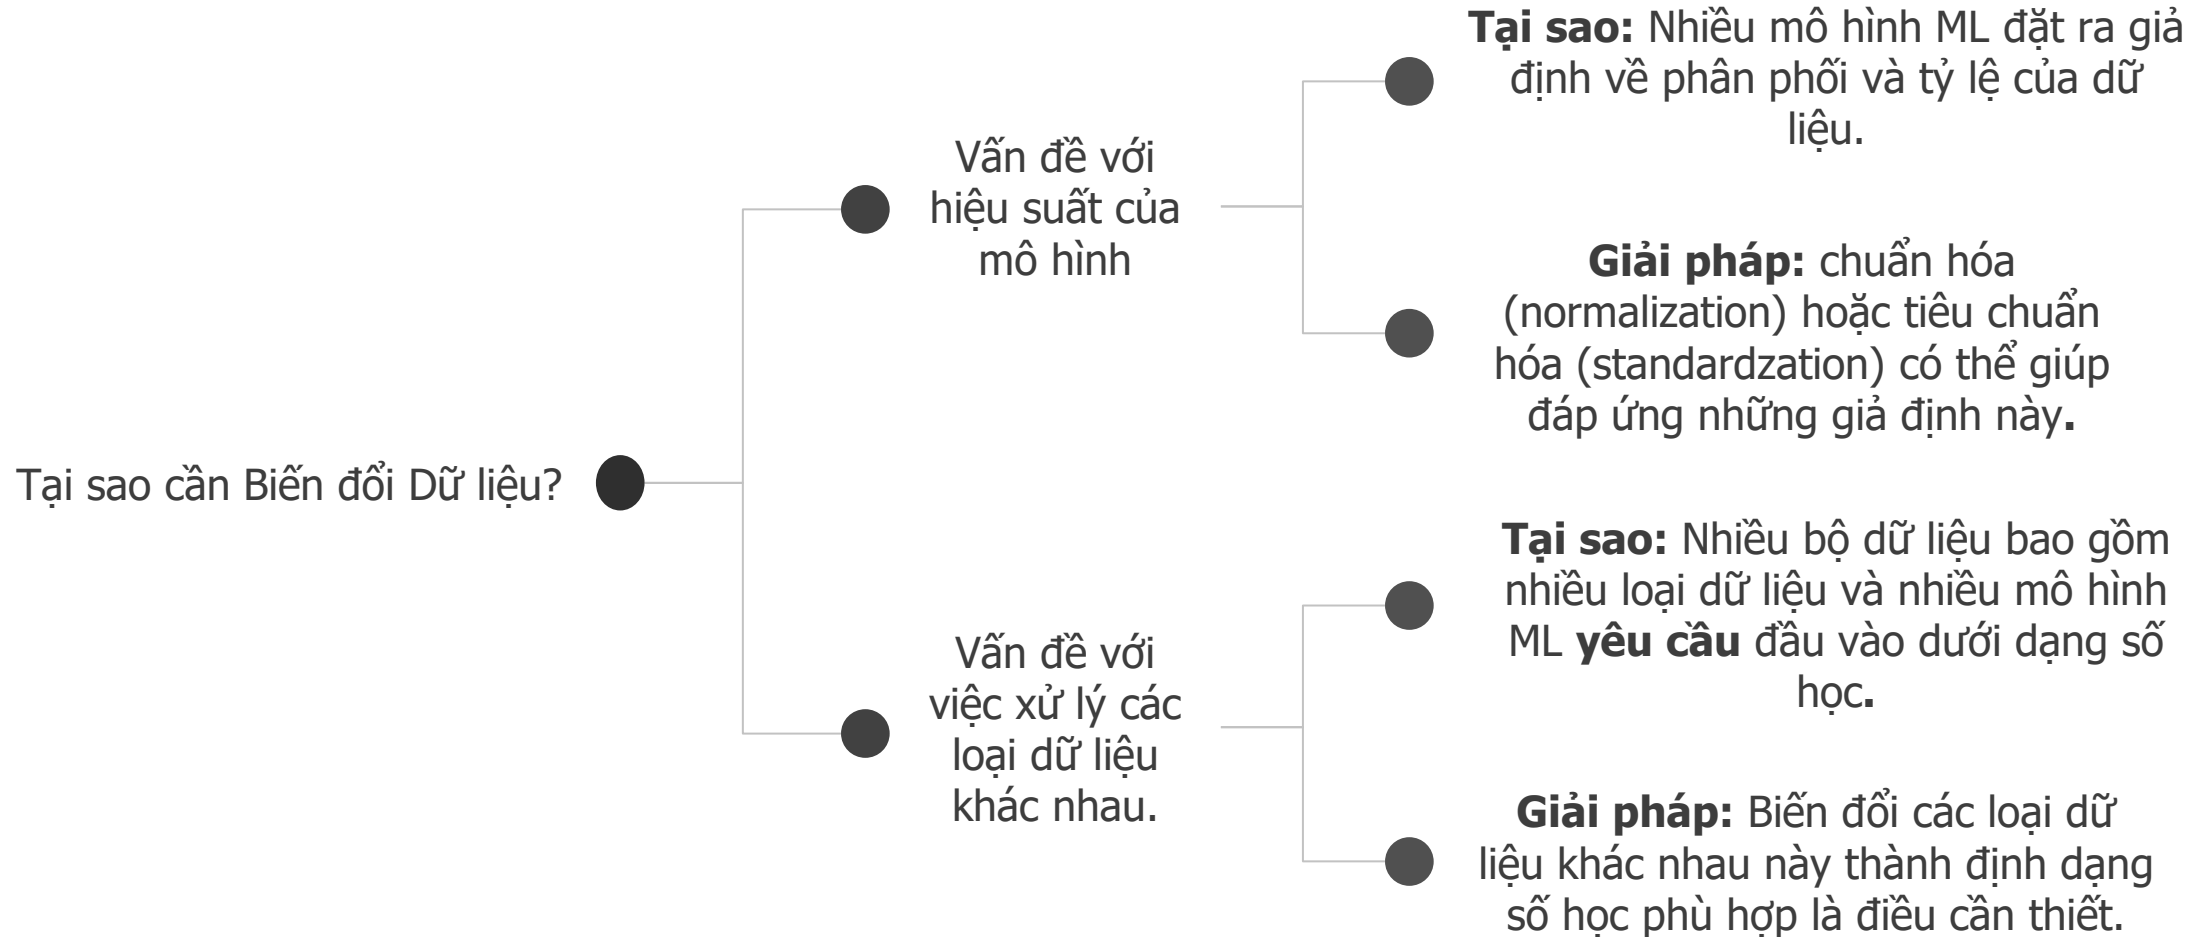 Tại sao cần Biến đổi Dữ liệu?
Vấn đề với
hiệu suất của
mô hình
Tại sao: Nhiều mô hình ML đặt ra giả
định về phân phối và tỷ lệ của dữ
liệu.
Giải pháp: chuẩn hóa
(normalization) hoặc tiêu chuẩn
hóa (standardzation) có thể giúp
đáp ứng những giả định này.
Vấn đề với
việc xử lý các
loại dữ liệu
khác nhau.
Tại sao: Nhiều bộ dữ liệu bao gồm
nhiều loại dữ liệu và nhiều mô hình
ML yêu cầu đầu vào dưới dạng số
học.
Giải pháp: Biến đổi các loại dữ
liệu khác nhau này thành định dạng
số học phù hợp là điều cần thiết.